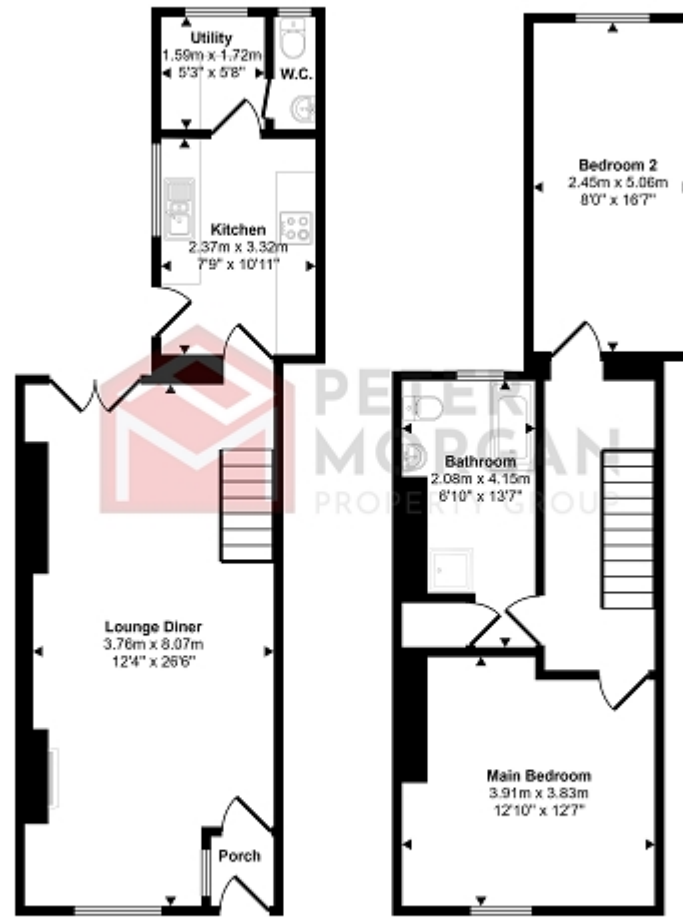 Utility
1.59m x 1.72m
5'3" x 5'8"
W.C.
Kitchen
2.37m x 3.32m
7'9" x 10'11"
Lounge Diner
3.76m x 8.07m
12'4" x 26'6"
Porch
Bedroom 2
2.45m x 5.06m
8'0" x 16'7"
Bathroom
2.08m x 4.15m
6'10" x 13'7"
Main Bedroom
3.91m x 3.83m
12'10" x 12'7"
PETER
MORGAN
PROPERTY GROUP